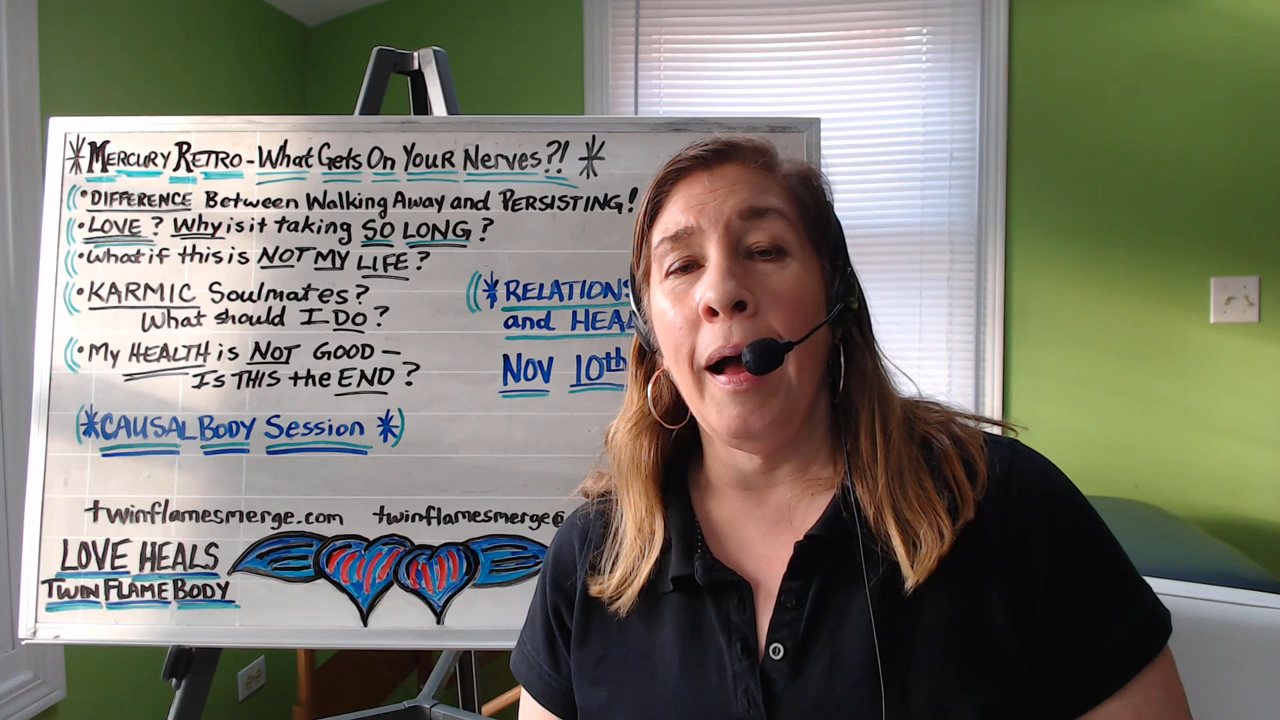 * MERCURY RETRO - What Gets On Your Nerves?! *
• DIFFERENCE Between Walking Away and PERSISTING!
• LOVE? Why is it taking SO LONG?
• What if this is NOT MY LIFE?
• KARMIC Soulmates?
What should I DO?
• My HEALTH is NOT GOOD –
Is THIS the END?
* CAUSAL BODY Session *
* RELATIONS
and HEAL
Nov 10th
twinflamesmerge.com twinflamesmerge@
LOVE HEALS
TWIN FLAME BODY